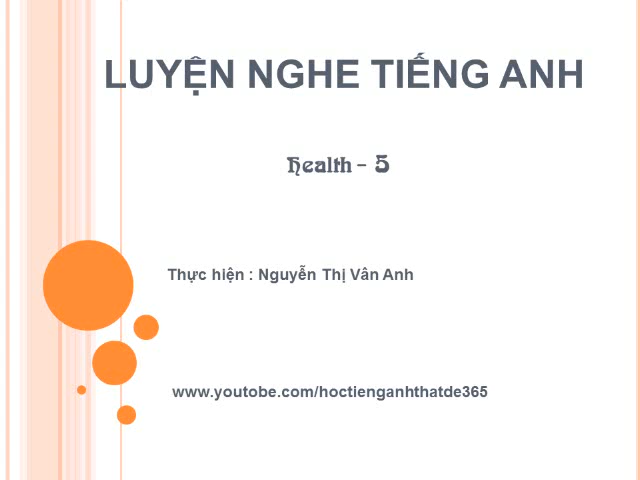 LUYỆN NGHE TIẾNG ANH
Health – 5
Thực hiện : Nguyễn Thị Vân Anh
www.youtobe.com/hoctienganhthatde365